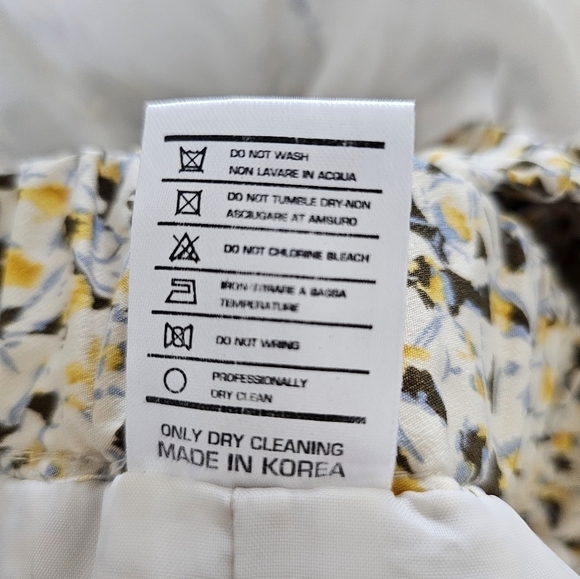 DO NOT WASH
NON LAVARE IN ACQUA
DO NOT TUMBLE DRY-NON
ASCIUGARE AT AMSURO
DO NOT CHLORINE BLEACH
IRON-TITRARE A BASSA
TEMPERATURE
DO NOT WRING
PROFESSIONALLY
DRY CLEAN
ONLY DRY CLEANING
MADE IN KOREA